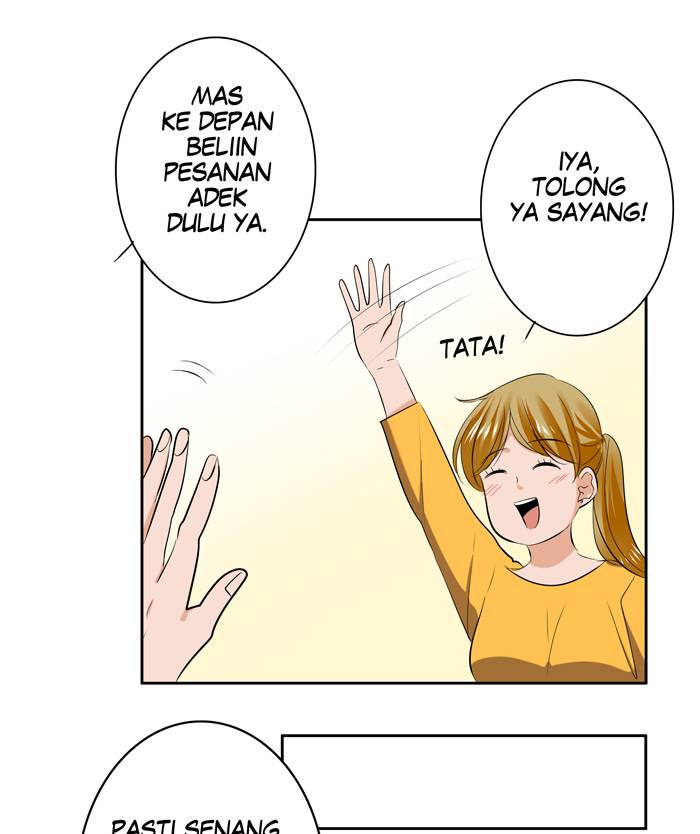 MAS
KE DEPAN
BELIIN
PESANAN
ADEK
DULU YA.
IYA,
TOLONG
YA SAYANG!
TATA!
PASTI SENANG